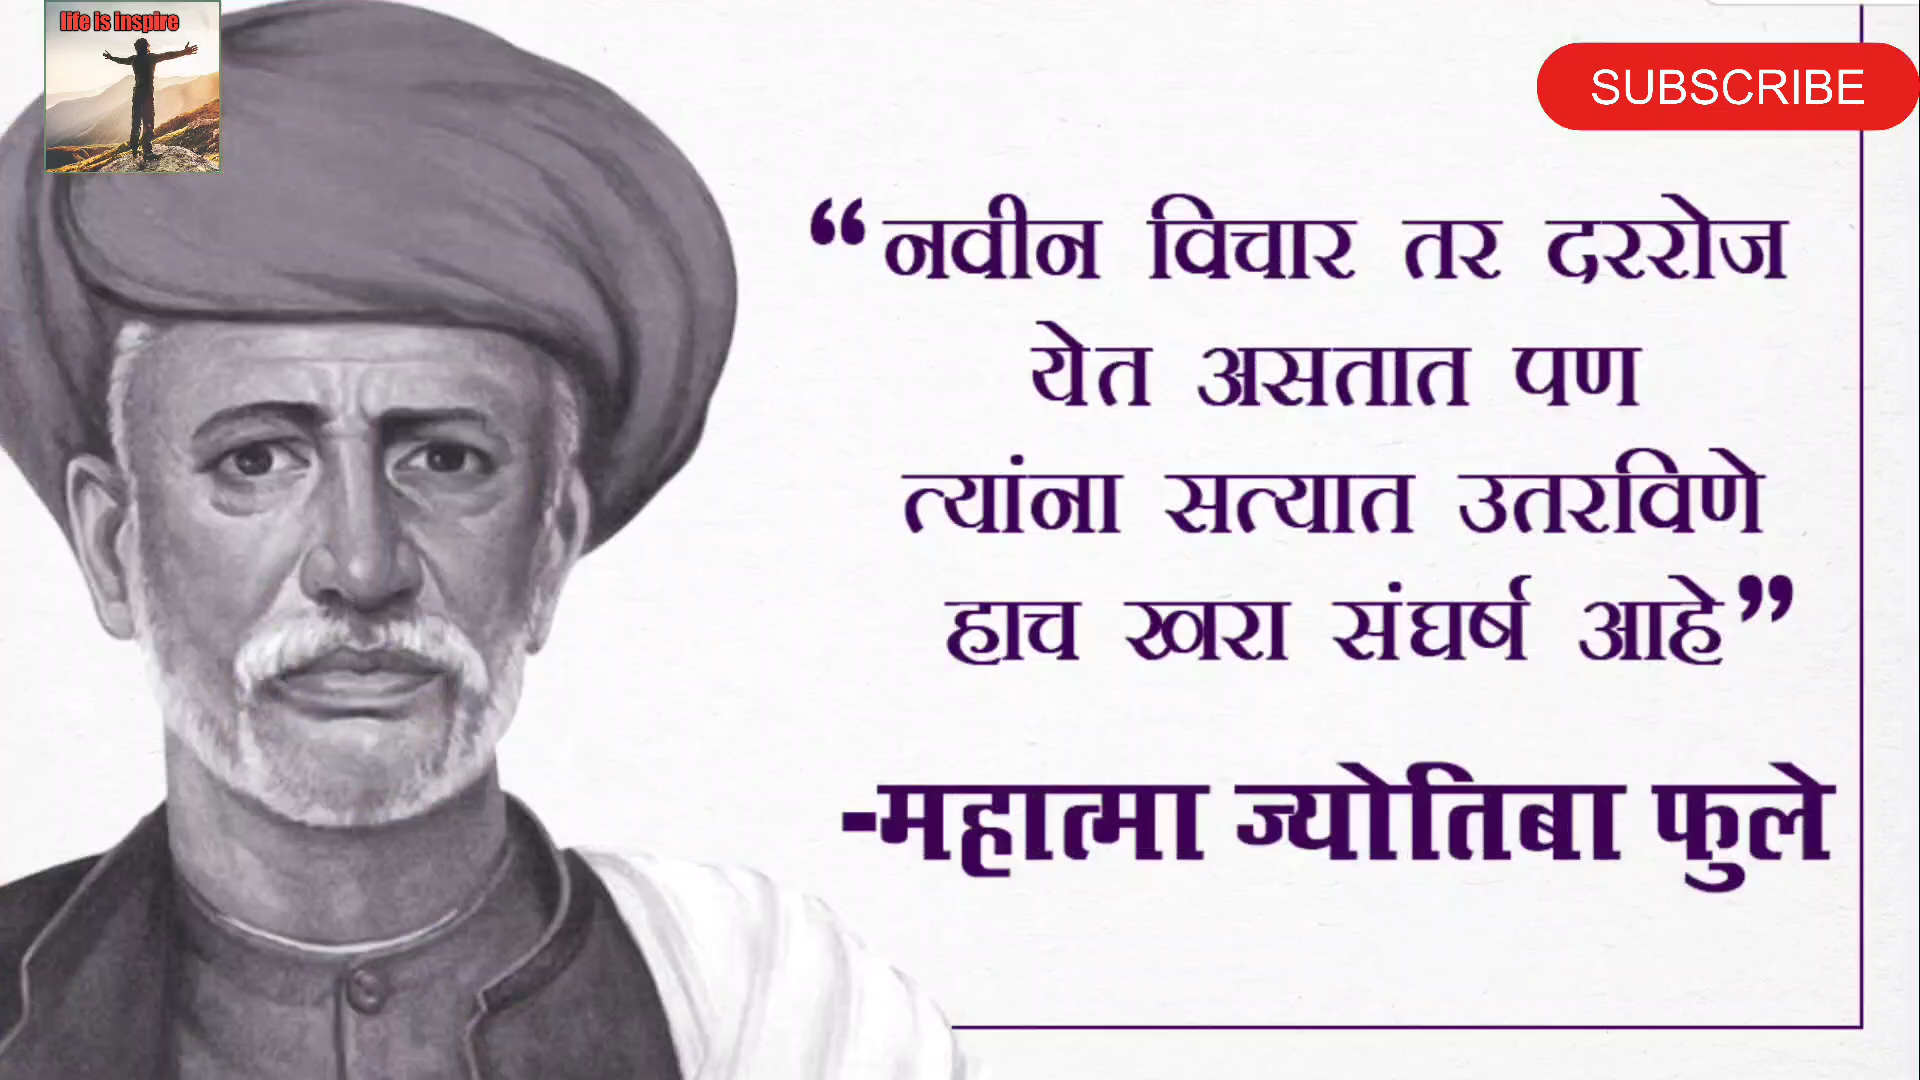 life is inspire
SUBSCRIBE
“नवीन विचार तर दररोज
येत असतात पण
त्यांना सत्यात उतरविणे
हाच खरा संघर्ष आहे”
-महात्मा ज्योतिबा फुले